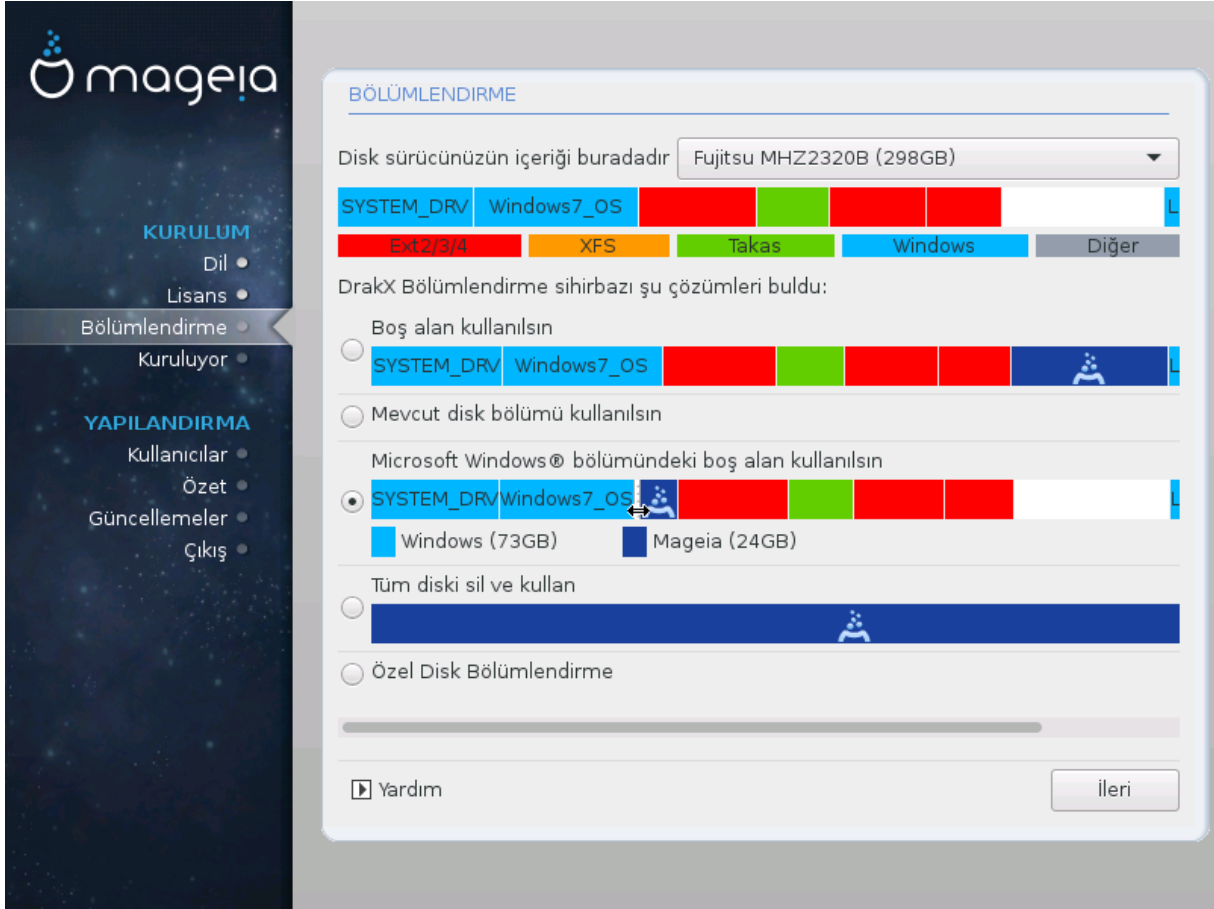 mageia
KURULUM
Dil
Lisans
Bölümlendirme
Kuruluyor
YAPILANDIRMA
Kullanıcılar
Özet
Güncellemeler
Çıkış
BÖLÜMLENDIRME
Disk sürücünüzün içeriği buradadır Fujitsu MHZ2320B (298GB)
SYSTEM_DRV Windows7_OS L
Ext2/3/4 XFS Takas Windows Diğer
DrakX Bölümlendirme sihirbazı şu çözümleri buldu:
Boş alan kullanılsın
SYSTEM_DRV Windows7_OS L
Mevcut disk bölümü kullanılsın
Microsoft Windows® bölümündeki boş alan kullanılsın
SYSTEM_DRV Windows7_OS L
Windows (73GB) Mageia (24GB)
Tüm diski sil ve kullan
Özel Disk Bölümlendirme
Yardım
İleri